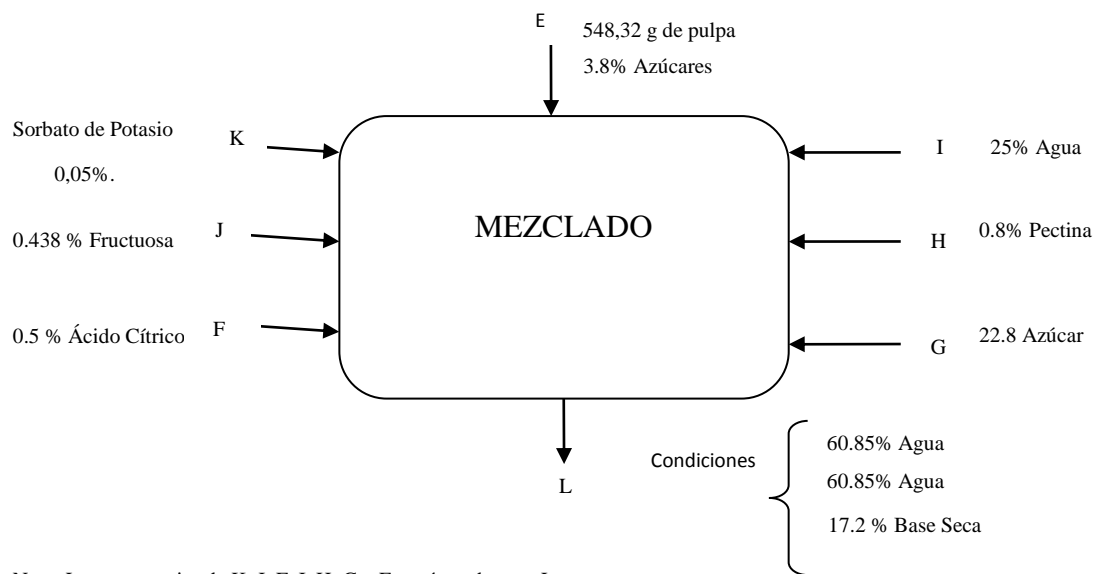 E
548,32 g de pulpa
3.8% Azúcares
Sorbato de Potasio
0,05%.
K
I
25% Agua
0.438 % Fructuosa
J
MEZCLADO
H
0.8% Pectina
0.5 % Ácido Cítrico
F
G
22.8 Azúcar
L
Condiciones
60.85% Agua
60.85% Agua
17.2 % Base Seca